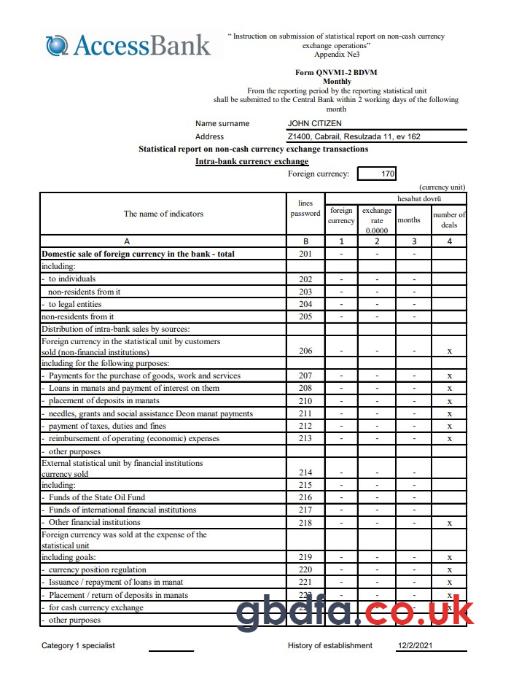 AccessBank
“ Instruction on submission of statistical report on non-cash currency
exchange operations”
Appendix №3
Form QNVM1-2 BDVM
Monthly
From the reporting period by the reporting statistical unit
shall be submitted to the Central Bank within 2 working days of the following
month
Name surname JOHN CITIZEN
Address Z1400, Cabrail, Resulzada 11, ev 162
Statistical report on non-cash currency exchange transactions
Intra-bank currency exchange
Foreign currency: 170
(currency unit)
The name of indicators lines password hesabat dovrü
foreign currency exchange rate 0.0000 months number of deals
A B 1 2 3 4
Domestic sale of foreign currency in the bank - total 201 - - -
including:
- to individuals 202 - - -
non-residents from it 203 - - -
- to legal entities 204 - - -
non-residents from it 205 - - -
Distribution of intra-bank sales by sources:
Foreign currency in the statistical unit by customers
sold (non-financial institutions) 206 - - - x
including for the following purposes:
- Payments for the purchase of goods, work and services 207 - - - x
- Loans in manats and payment of interest on them 208 - - - x
- placement of deposits in manats 210 - - - x
- needles, grants and social assistance Deon manat payments 211 - - - x
- payment of taxes, duties and fines 212 - - - x
- reimbursement of operating (economic) expenses 213 - - - x
- other purposes
External statistical unit by financial institutions
currency sold 214 - - -
including: 215 - - -
- Funds of the State Oil Fund 216 - - -
- Funds of international financial institutions 217 - - -
- Other financial institutions 218 - - - x
Foreign currency was sold at the expense of the
statistical unit
including goals: 219 - - - x
- currency position regulation 220 - - - x
- Issuance / repayment of loans in manat 221 - - - x
- Placement / return of deposits in manats - - - x
- for cash currency exchange - - - x
- other purposes
gbdfa.co.uk
Category 1 specialist History of establishment 12/2/2021